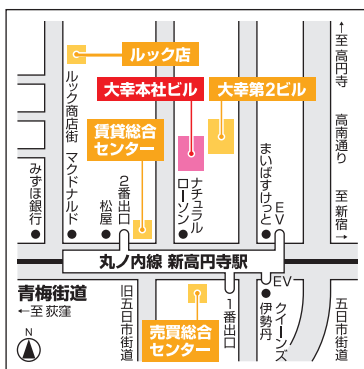 ルック店
大幸本社ビル
大幸第2ビル
賃貸総合
センター
ルック商店街
←至高円寺
高南通り
至新宿→
みずほ銀行
マクドナルド
松屋
2番出口
ナチュラル
ローソン
まいばすけっと
EV
丸ノ内線 新高円寺駅
青梅街道
←至 荻窪
旧五日市街道
売買総合
センター
1番出口
EV
クイーンズ
伊勢丹
五日市街道
N